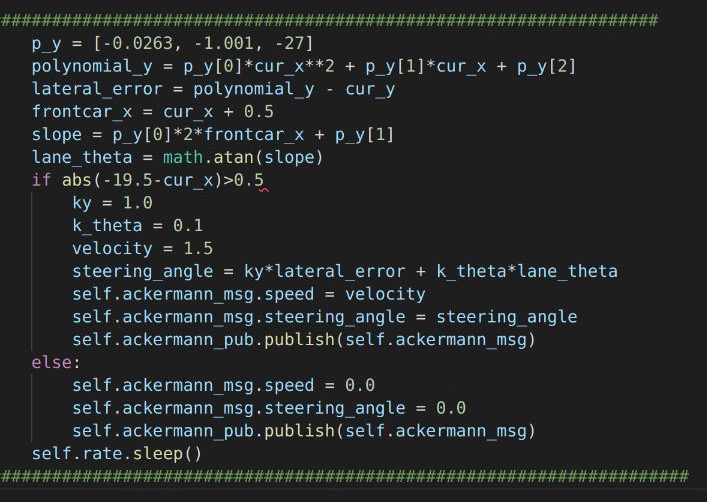 #################################################################
p_y = [-0.0263, -1.001, -27]
polynomial_y = p_y[0]*cur_x**2 + p_y[1]*cur_x + p_y[2]
lateral_error = polynomial_y - cur_y
frontcar_x = cur_x + 0.5
slope = p_y[0]*2*frontcar_x + p_y[1]
lane_theta = math.atan(slope)
if abs(-19.5-cur_x)>0.5
    ky = 1.0
    k_theta = 0.1
    velocity = 1.5
    steering_angle = ky*lateral_error + k_theta*lane_theta
    self.ackermann_msg.speed = velocity
    self.ackermann_msg.steering_angle = steering_angle
    self.ackermann_pub.publish(self.ackermann_msg)
else:
    self.ackermann_msg.speed = 0.0
    self.ackermann_msg.steering_angle = 0.0
    self.ackermann_pub.publish(self.ackermann_msg)
self.rate.sleep()
####################################################################